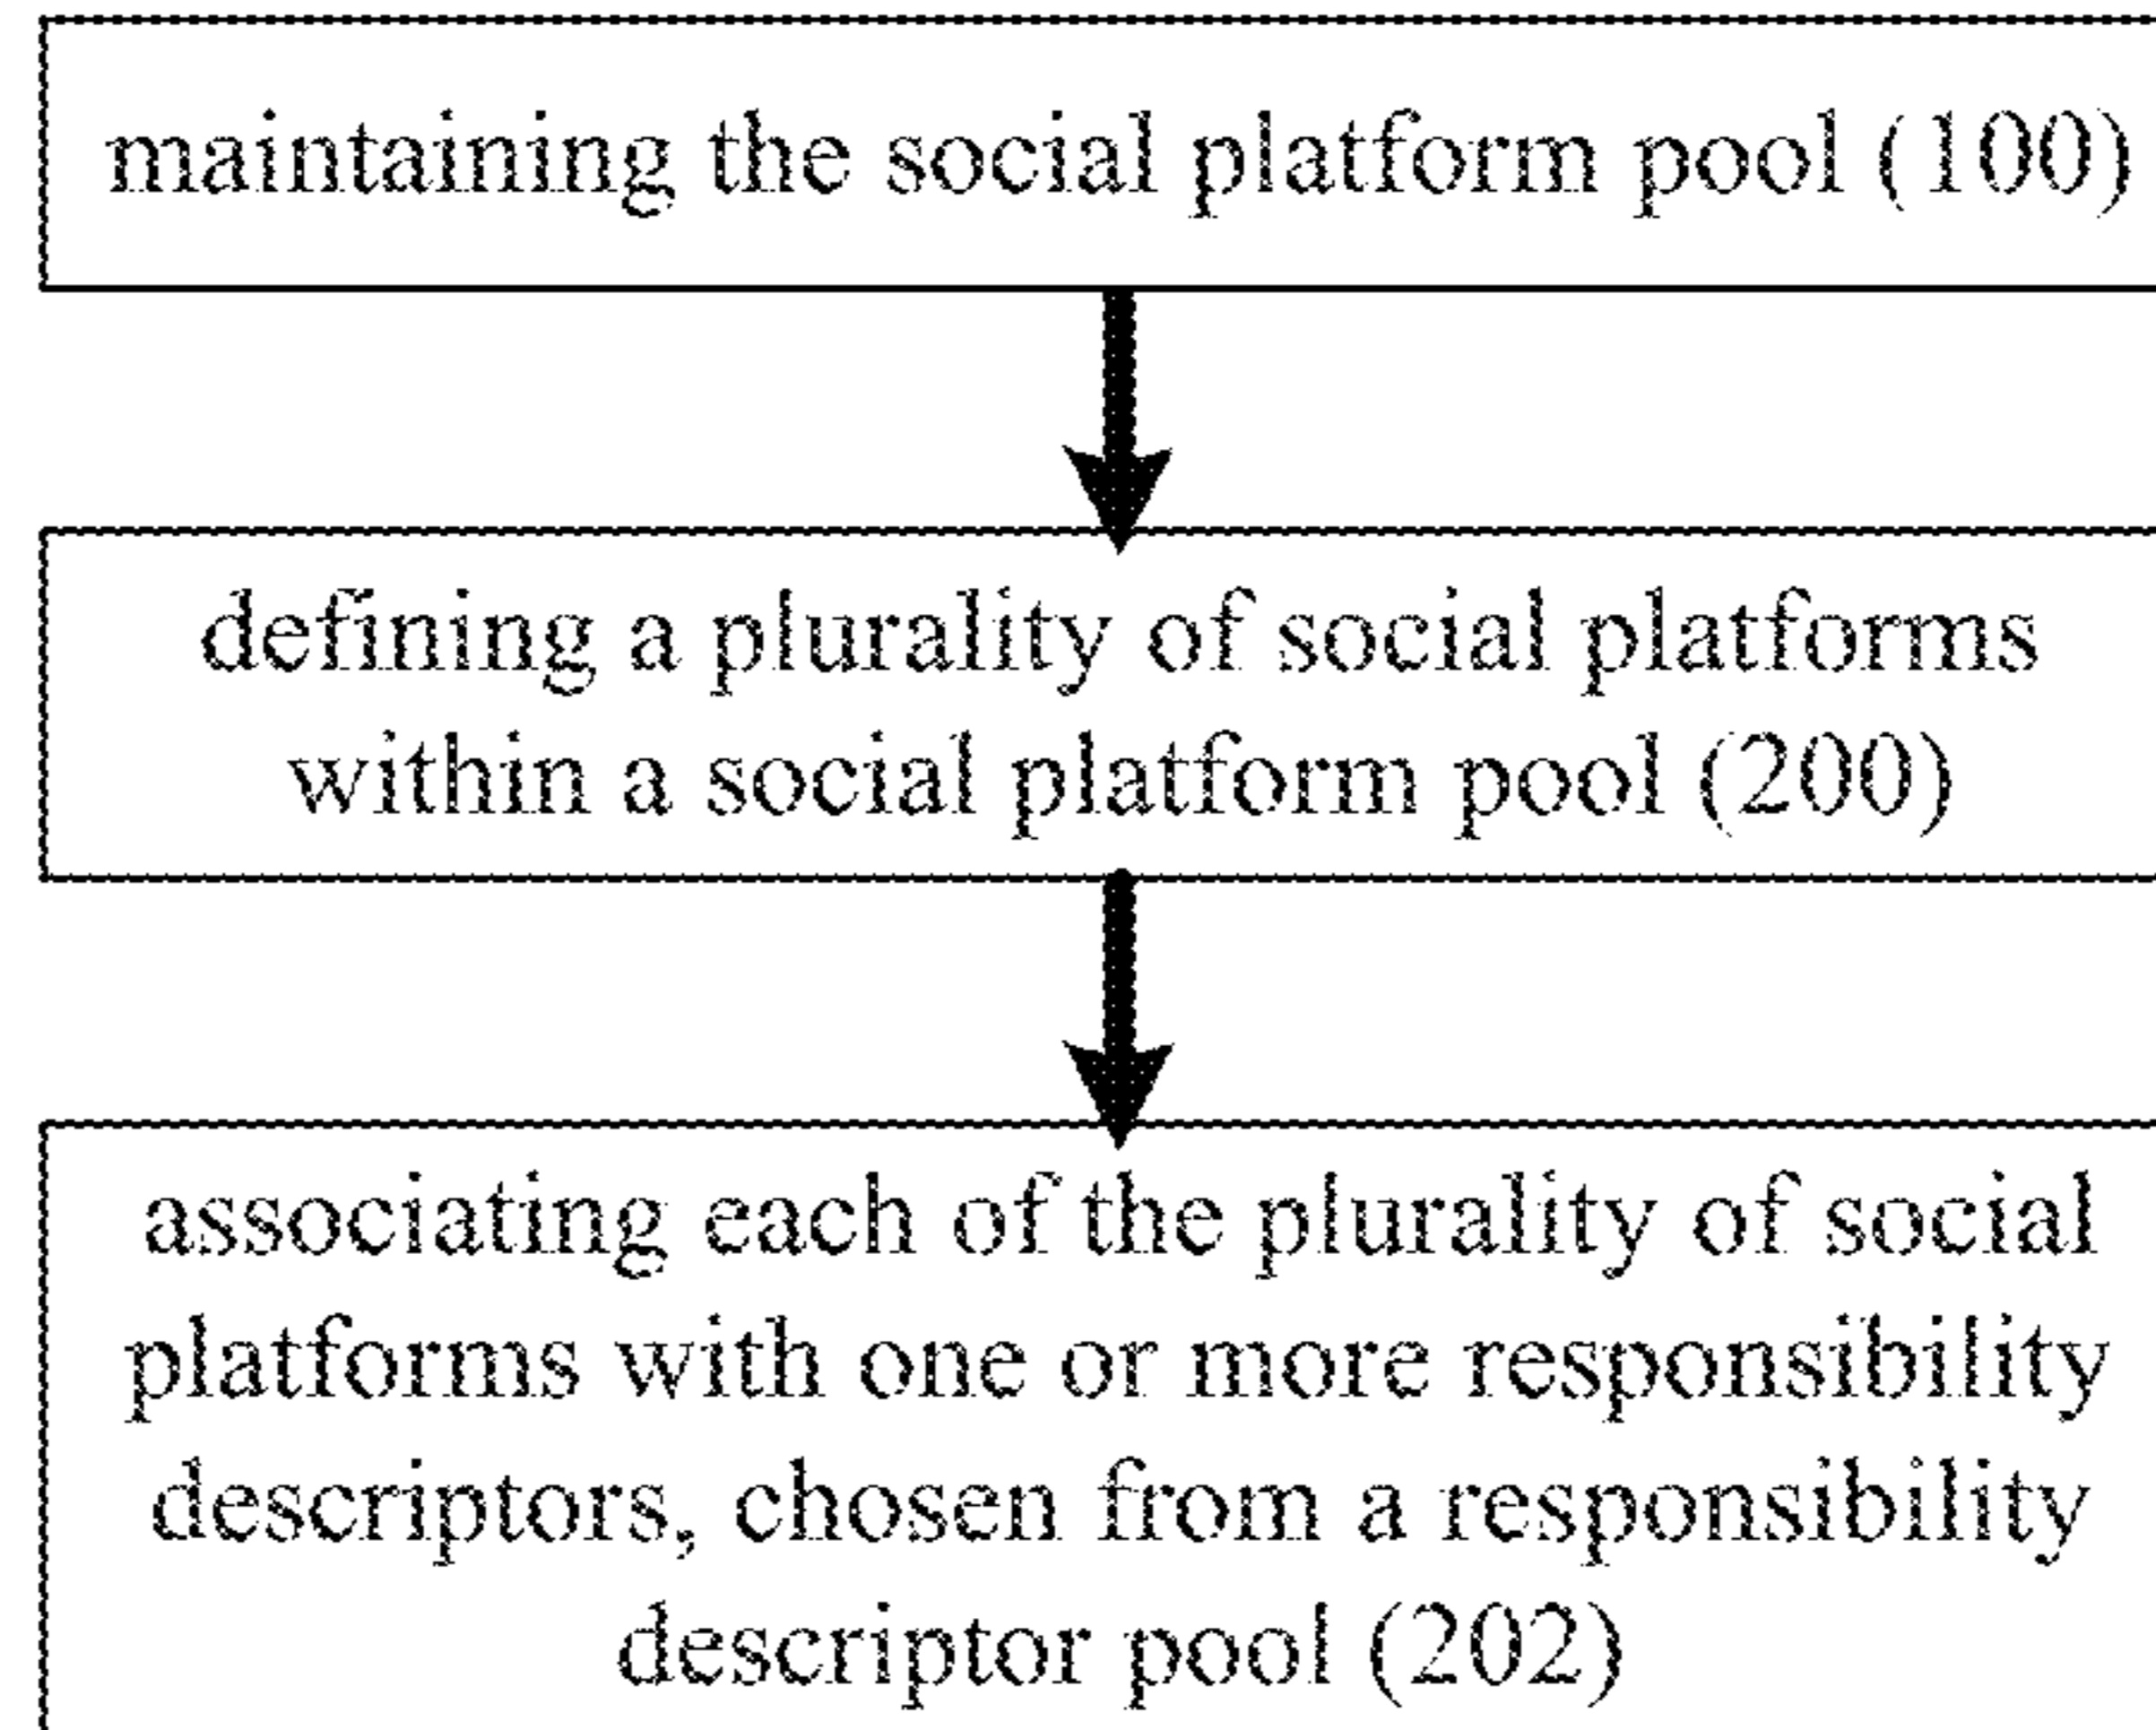 maintaining the social platform pool (100)
defining a plurality of social platforms
within a social platform pool (200)
associating each of the plurality of social
platforms with one or more responsibility
descriptors, chosen from a responsibility
descriptor pool (202)